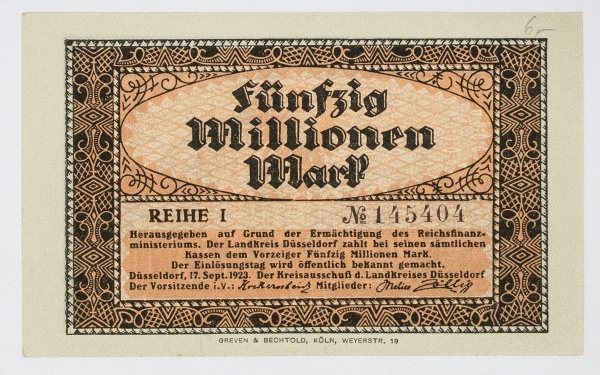 6,-
Fünfzig
Millionen
Mark
REIHE I № 145404
Herausgegeben auf Grund der Ermächtigung des Reichsfinanz-
ministeriums. Der Landkreis Düsseldorf zahlt bei seinen sämtlichen
Kassen dem Vorzeiger Fünfzig Millionen Mark.
Der Einlösungstag wird öffentlich bekannt gemacht.
Düsseldorf, 17. Sept. 1923. Der Kreisausschuß d. Landkreises Düsseldorf
Der Vorsitzende i.V.: Mitglieder:
GREVEN & BECHTOLD, KÖLN, WEYERSTR. 19